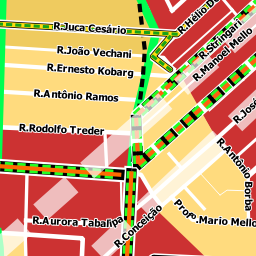 R.Juca Cesário
R.Hélio D
R.João Vechani
R.Stringari
R.Ernesto Kobarg
R.Manoel Mello
R.Antônio Ramos
R.José
R.Rodolfo Treder
R.Antônio Borba
R.Aurora Tabalipa
R.Conceição
Prof. Mario Mello